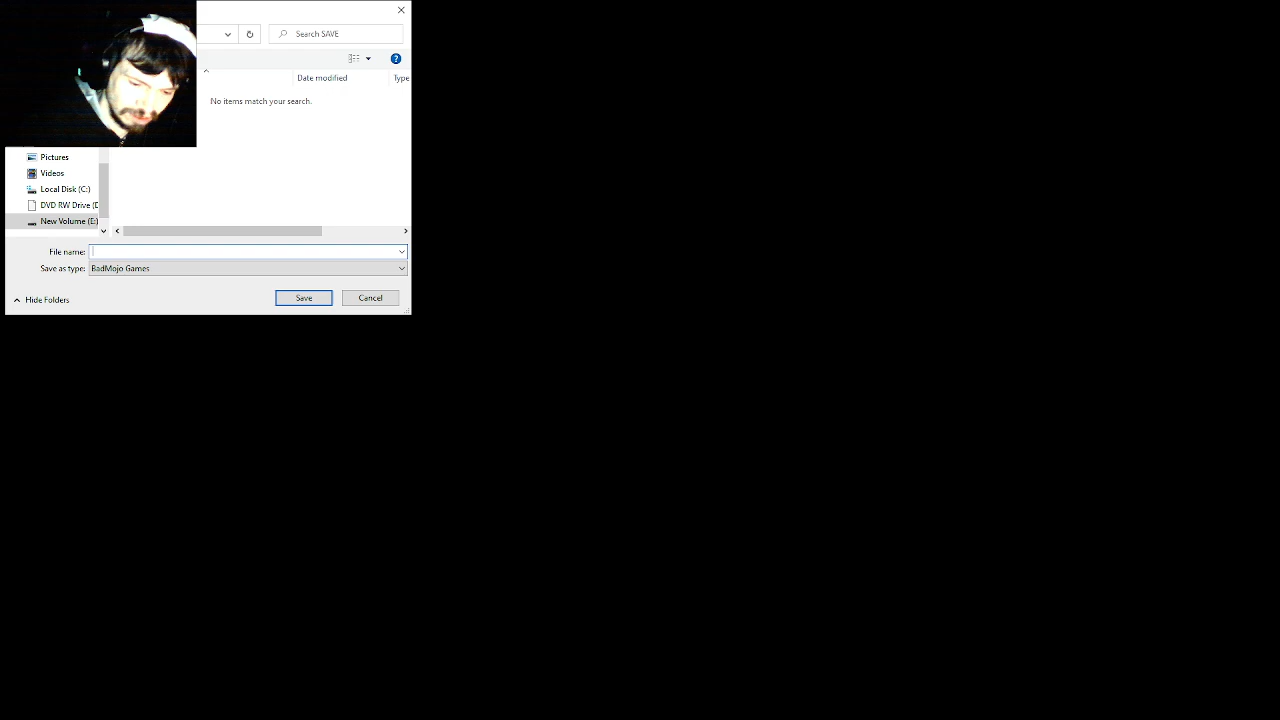 Search SAVE
Date modified
Type
No items match your search.
Pictures
Videos
Local Disk (C:)
DVD RW Drive (
New Volume (E:)
File name:
Save as type: BadMojo Games
Hide Folders
Save
Cancel